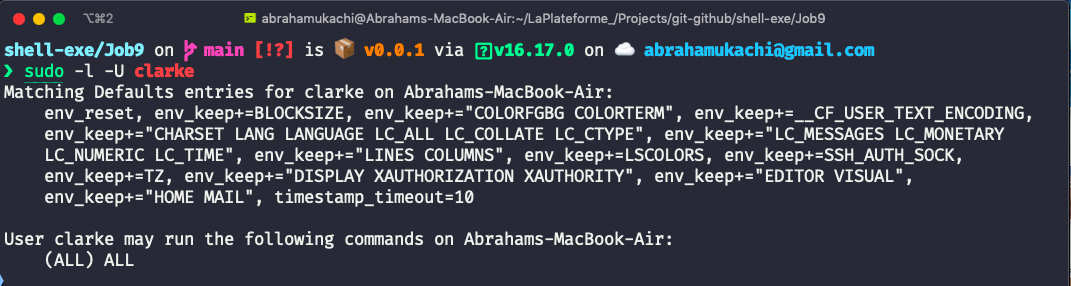 ⌥⌘2 abrahamukachi@Abrahams-MacBook-Air:~/LaPlateforme_/Projects/git-github/shell-exe/Job9
shell-exe/Job9 on main [!?] is 📦 v0.0.1 via v16.17.0 on ☁️ abrahamukachi@gmail.com
❯ sudo -l -U clarke
Matching Defaults entries for clarke on Abrahams-MacBook-Air:
env_reset, env_keep+=BLOCKSIZE, env_keep+="COLORFGBG COLORTERM", env_keep+=__CF_USER_TEXT_ENCODING,
env_keep+="CHARSET LANG LANGUAGE LC_ALL LC_COLLATE LC_CTYPE", env_keep+="LC_MESSAGES LC_MONETARY
LC_NUMERIC LC_TIME", env_keep+="LINES COLUMNS", env_keep+=LSCOLORS, env_keep+=SSH_AUTH_SOCK,
env_keep+=TZ, env_keep+="DISPLAY XAUTHORIZATION XAUTHORITY", env_keep+="EDITOR VISUAL",
env_keep+="HOME MAIL", timestamp_timeout=10
User clarke may run the following commands on Abrahams-MacBook-Air:
(ALL) ALL